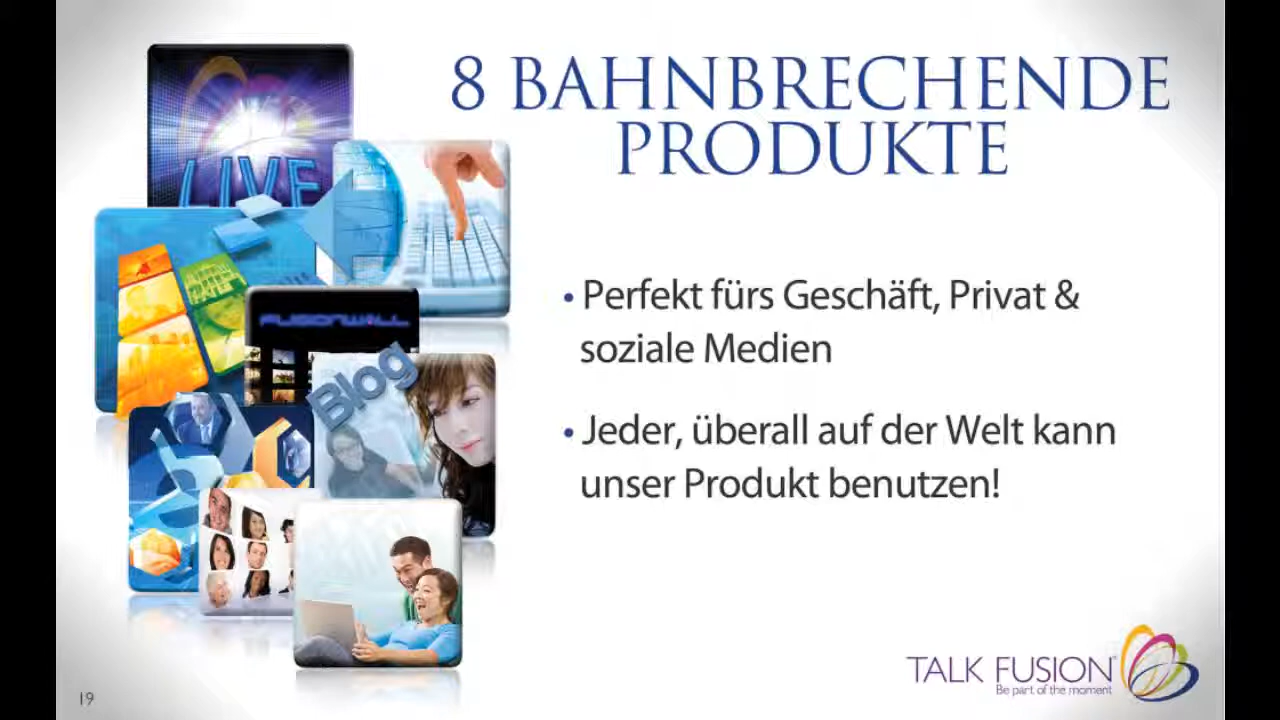 8 BAHNBRECHENDE
PRODUKTE
LIVE
FUSIONWALL
Blog
• Perfekt fürs Geschäft, Privat &
soziale Medien
• Jeder, überall auf der Welt kann
unser Produkt benutzen!
TALK FUSION
Be part of the moment
19